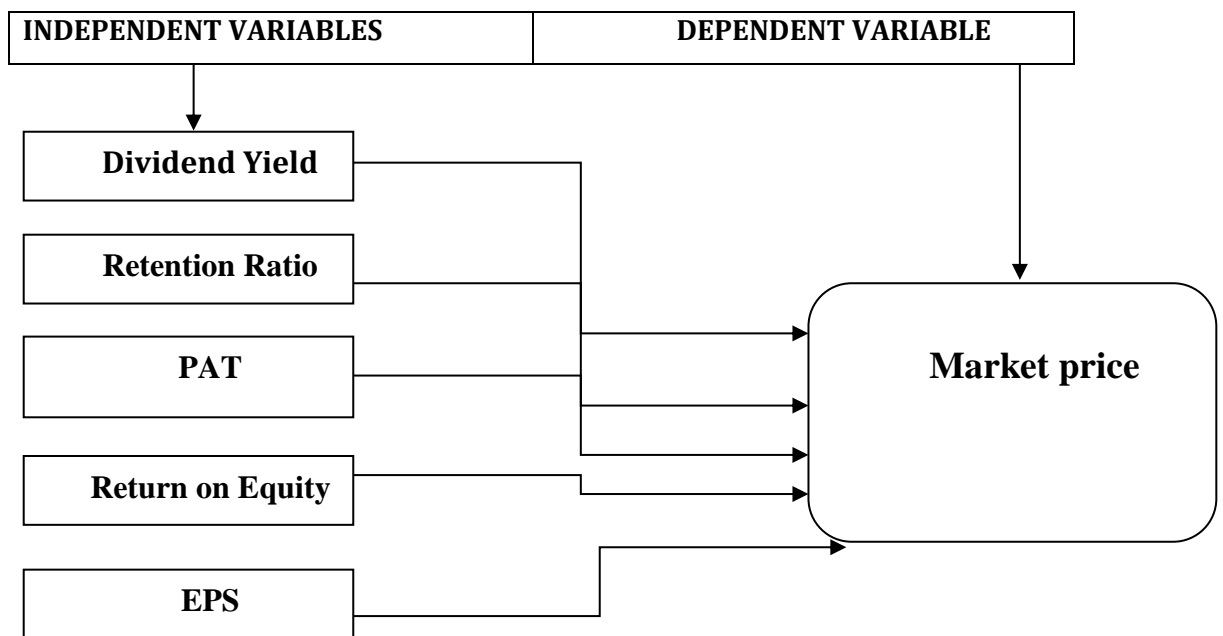 INDEPENDENT VARIABLES
DEPENDENT VARIABLE
Dividend Yield
Retention Ratio
PAT
Market price
Return on Equity
EPS